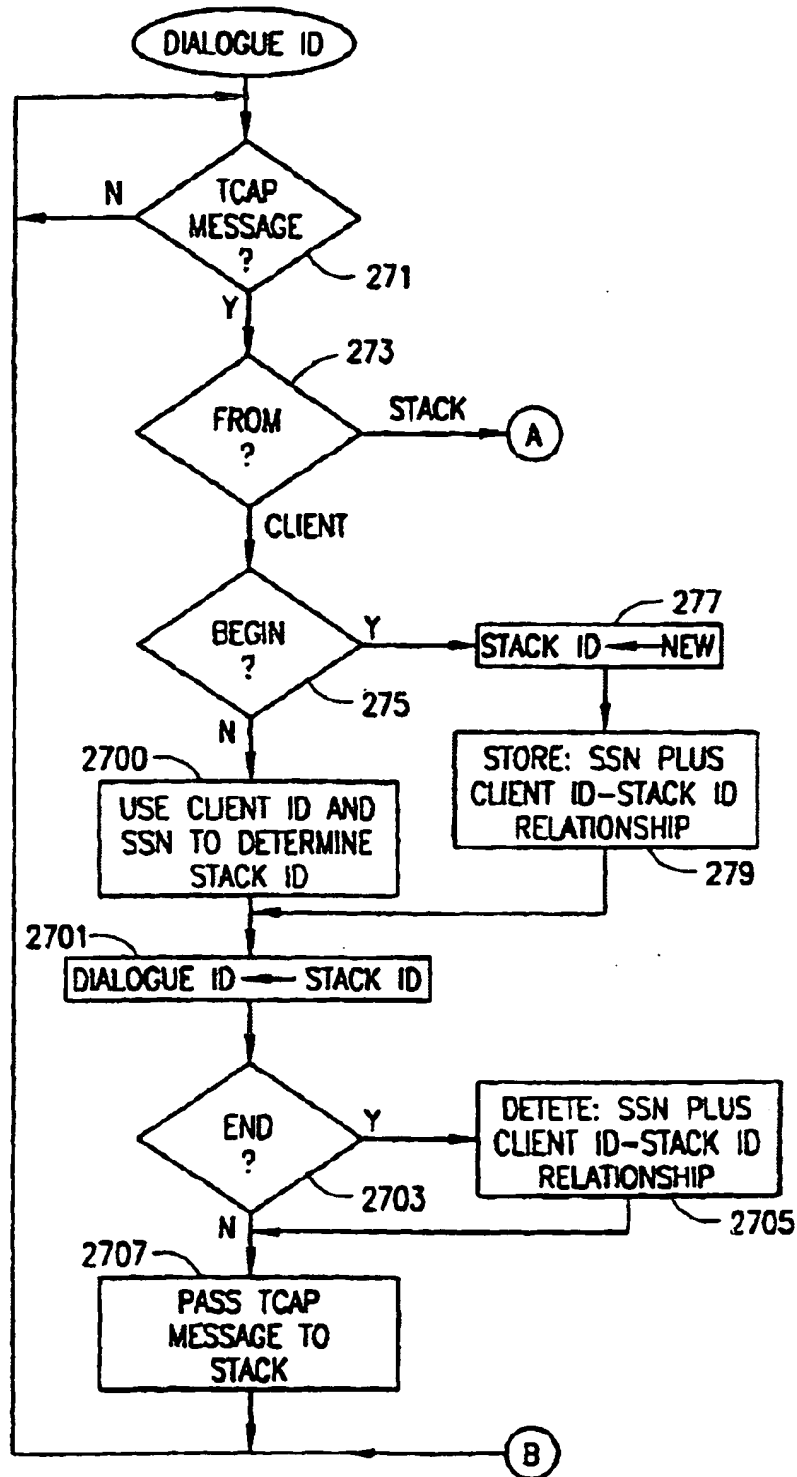 DIALOGUE ID
N
TCAP
MESSAGE
?
271
Y
273
FROM
?
STACK
A
CLIENT
BEGIN
?
Y
275
277
STACK ID NEW
N
STORE: SSN PLUS
CLIENT ID-STACK ID
RELATIONSHIP
279
2700
USE CLIENT ID AND
SSN TO DETERMINE
STACK ID
2701
DIALOGUE ID STACK ID
END
?
Y
2703
DETETE: SSN PLUS
CLIENT ID-STACK ID
RELATIONSHIP
2705
N
2707
PASS TCAP
MESSAGE TO
STACK
B